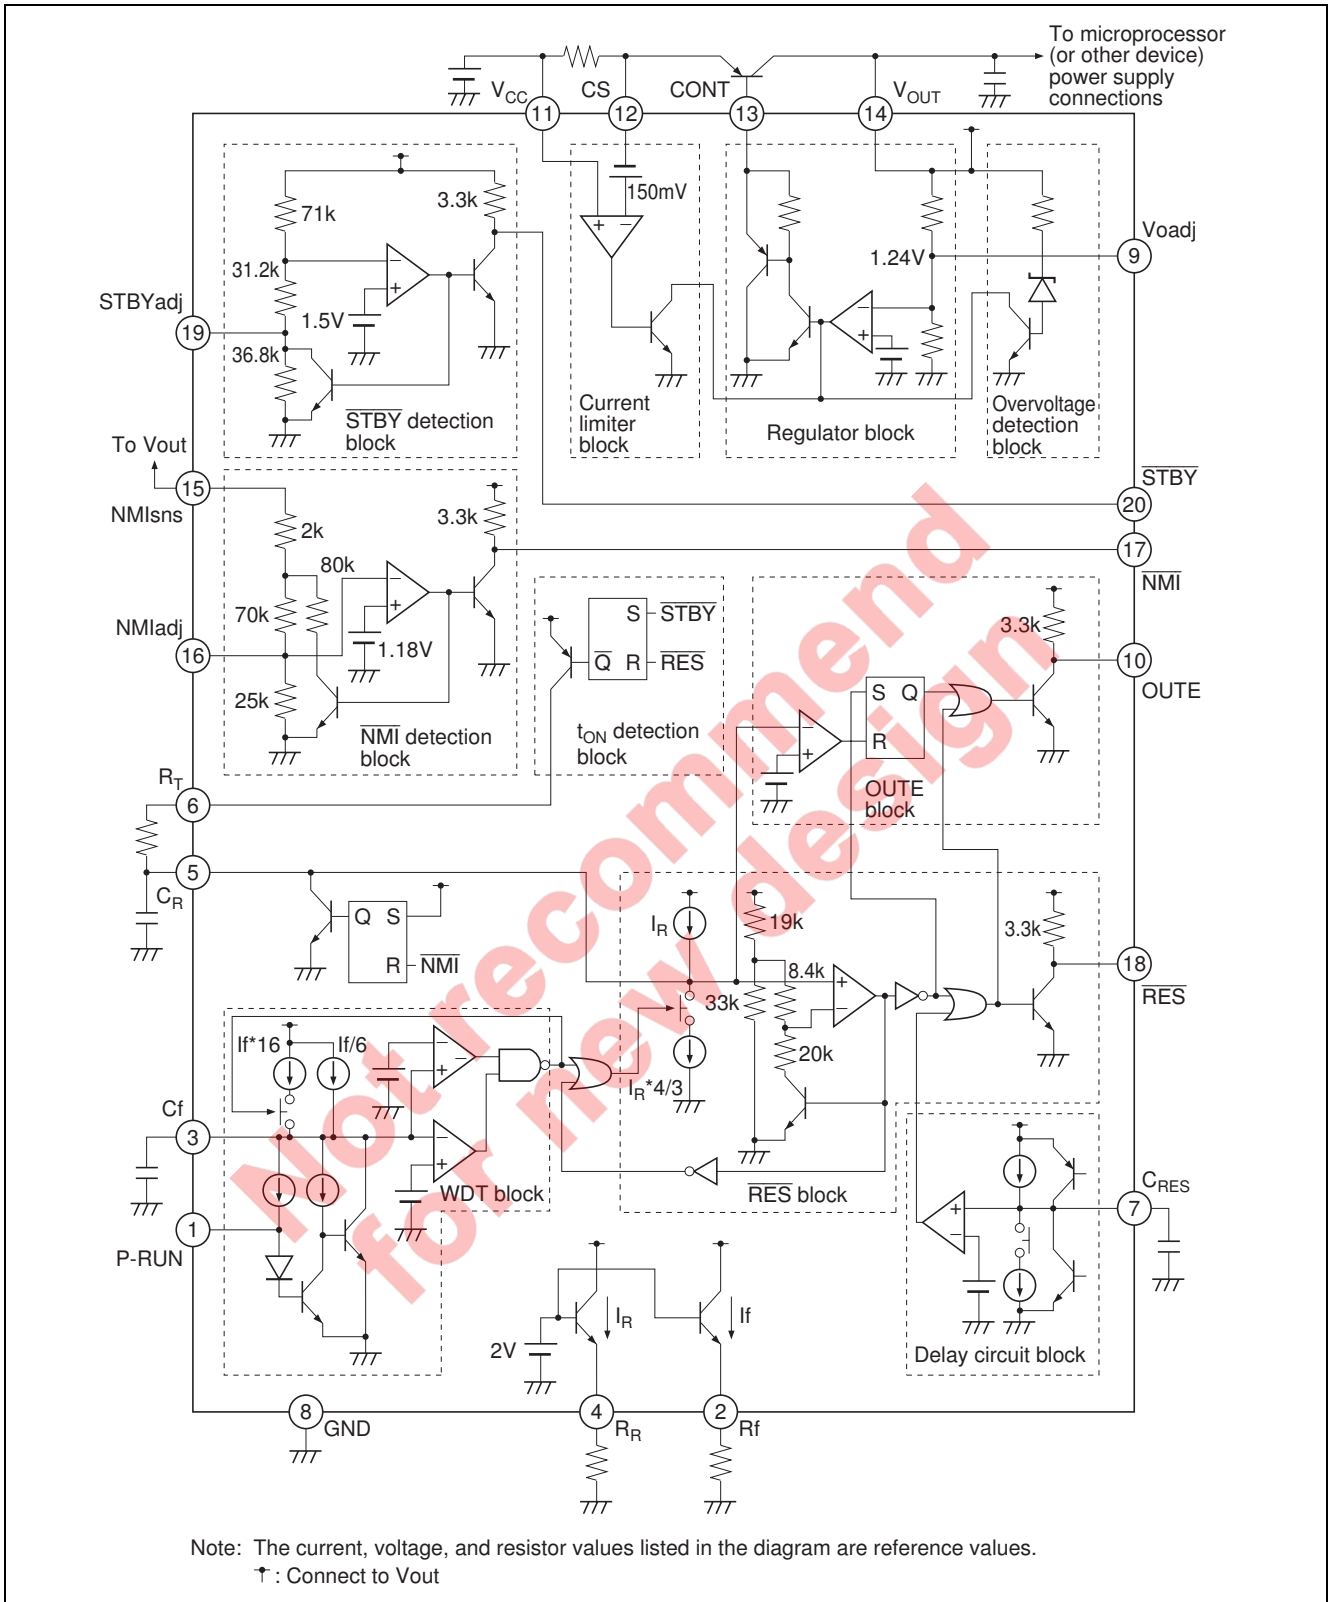 To microprocessor
(or other device)
power supply
connections
VCC
CS
CONT
VOUT
11
12
13
14
150mV
3.3k
71k
31.2k
1.5V
36.8k
STBYadj
19
STBY detection
block
+
−
Current
limiter
block
1.24V
−
+
Regulator block
Overvoltage
detection
block
Voadj
9
To Vout
15
NMIsns
2k
80k
70k
3.3k
−
+
1.18V
25k
NMIadj
16
NMI detection
block
STBY
20
17
NMI
S
STBY
Q
R
RES
tON detection
block
3.3k
10
OUTE
S
Q
R
−
+
OUTE
block
RT
6
5
CR
Q
S
R
NMI
IR
19k
8.4k
33k
20k
IR*4/3
+
−
3.3k
18
RES
RES block
If*16
If/6
−
+
−
+
WDT block
Cf
3
1
P-RUN
+
−
CRES
7
Delay circuit block
2V
IR
If
8
GND
4
RR
2
Rf
Not recommend
for new design
Note: The current, voltage, and resistor values listed in the diagram are reference values.
: Connect to Vout